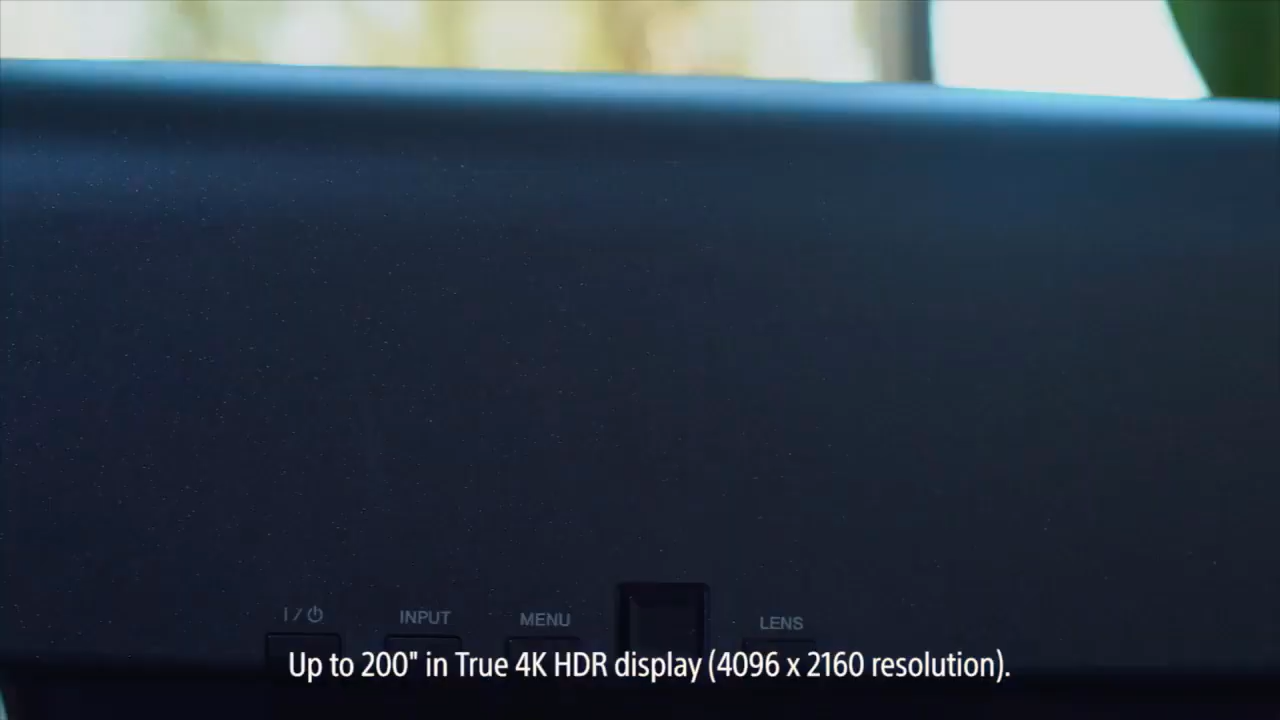 I / ⏻ INPUT MENU LENS
Up to 200" in True 4K HDR display (4096 x 2160 resolution).